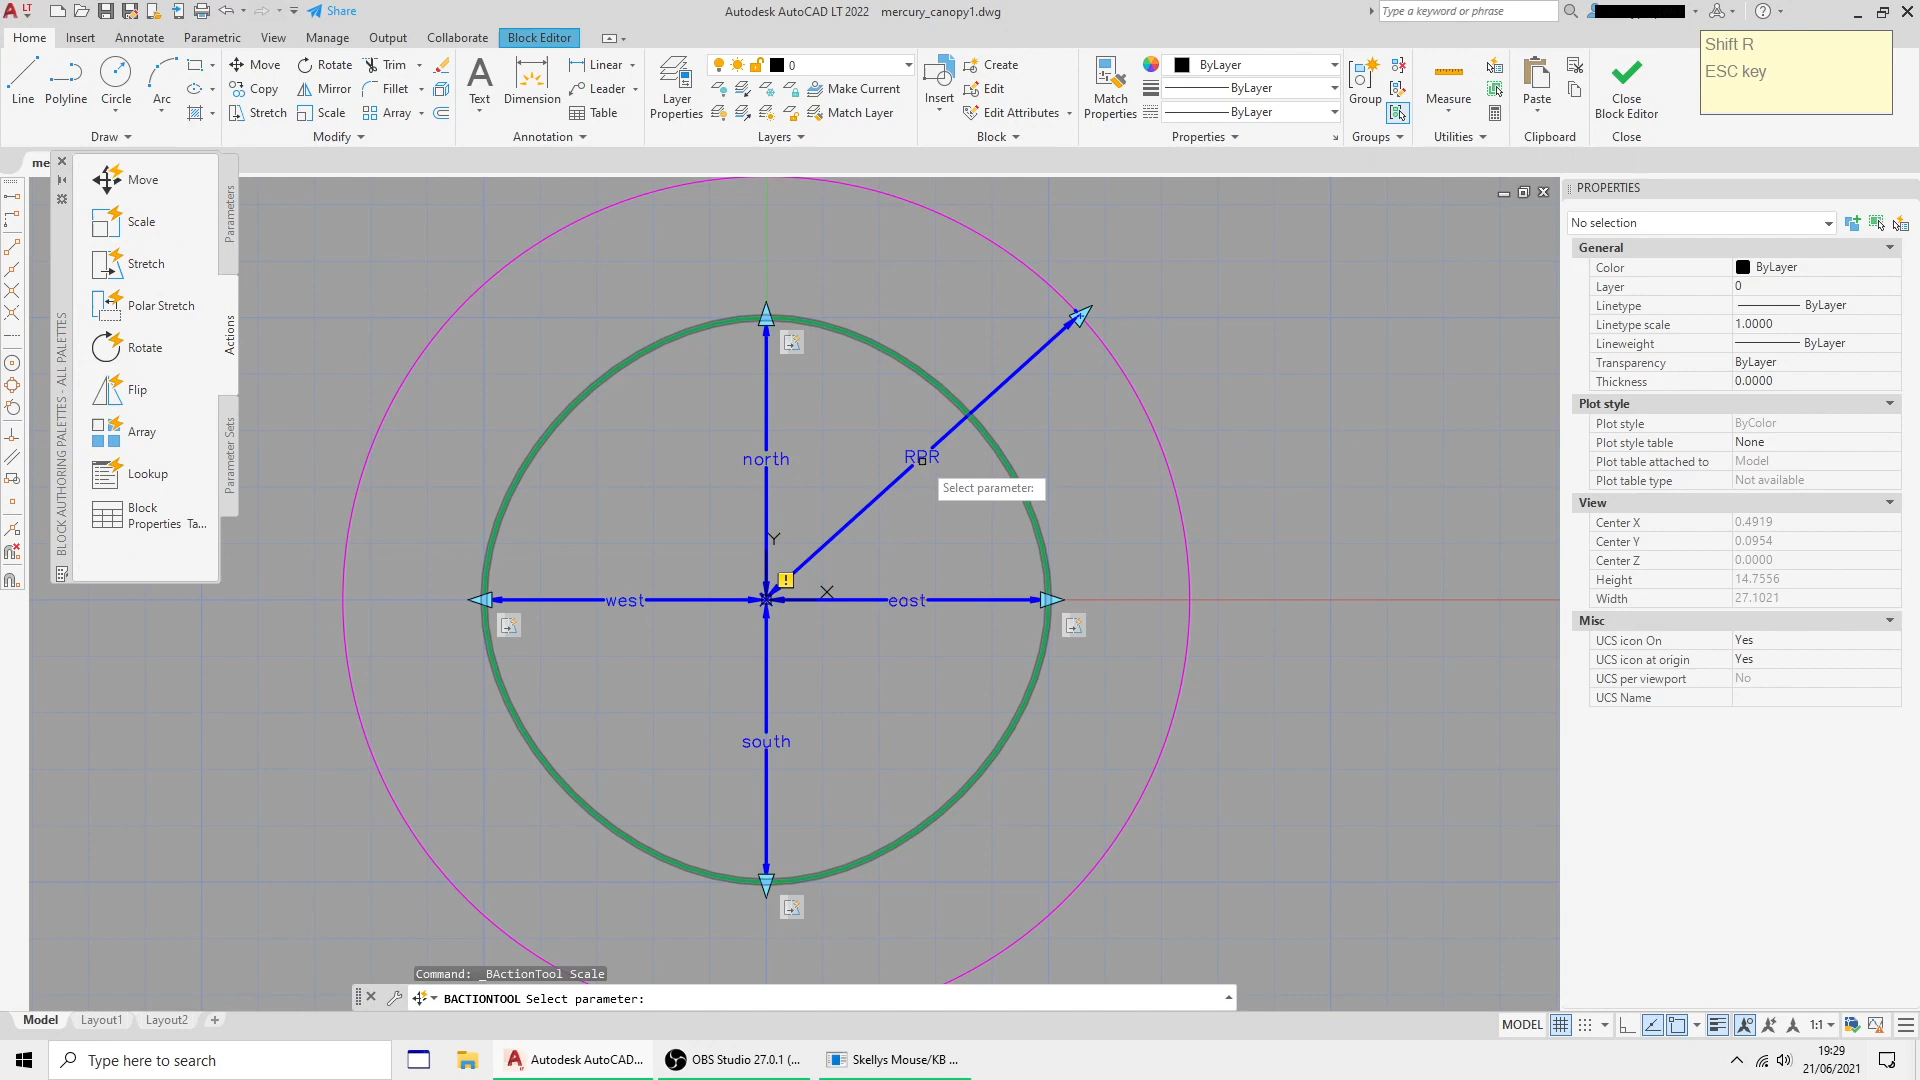 LT
Share
Autodesk AutoCAD LT 2022 mercury_canopy1.dwg
Type a keyword or phrase
Home Insert Annotate Parametric View Manage Output Collaborate Block Editor
Shift R
ESC key
Line Polyline Circle Arc
Move Rotate Trim
Copy Mirror Fillet
Stretch Scale Array
Text Dimension
Linear
Leader
Table
Layer
Properties
0
Make Current
Match Layer
Insert
Create
Edit
Edit Attributes
Match
Properties
ByLayer
ByLayer
ByLayer
Group
Measure
Paste
Close
Block Editor
Draw Modify Annotation Layers Block Properties Groups Utilities Clipboard Close
me
Move
Scale
Stretch
Polar Stretch
Rotate
Flip
Array
Lookup
Block
Properties Ta...
Parameters
Actions
Parameter Sets
BLOCK AUTHORING PALETTES - ALL PALETTES
north
RRR
Select parameter:
Y
X
west
east
south
Command: _BActionTool Scale
BACTIONTOOL Select parameter:
PROPERTIES
No selection
General
Color ByLayer
Layer 0
Linetype ByLayer
Linetype scale 1.0000
Lineweight ByLayer
Transparency ByLayer
Thickness 0.0000
Plot style
Plot style ByColor
Plot style table None
Plot table attached to Model
Plot table type Not available
View
Center X 0.4919
Center Y 0.0954
Center Z 0.0000
Height 14.7556
Width 27.1021
Misc
UCS icon On Yes
UCS icon at origin Yes
UCS per viewport No
UCS Name
Model Layout1 Layout2 +
MODEL 1:1
Type here to search
Autodesk AutoCAD...
OBS Studio 27.0.1 (...
Skellys Mouse/KB ...
19:29
21/06/2021